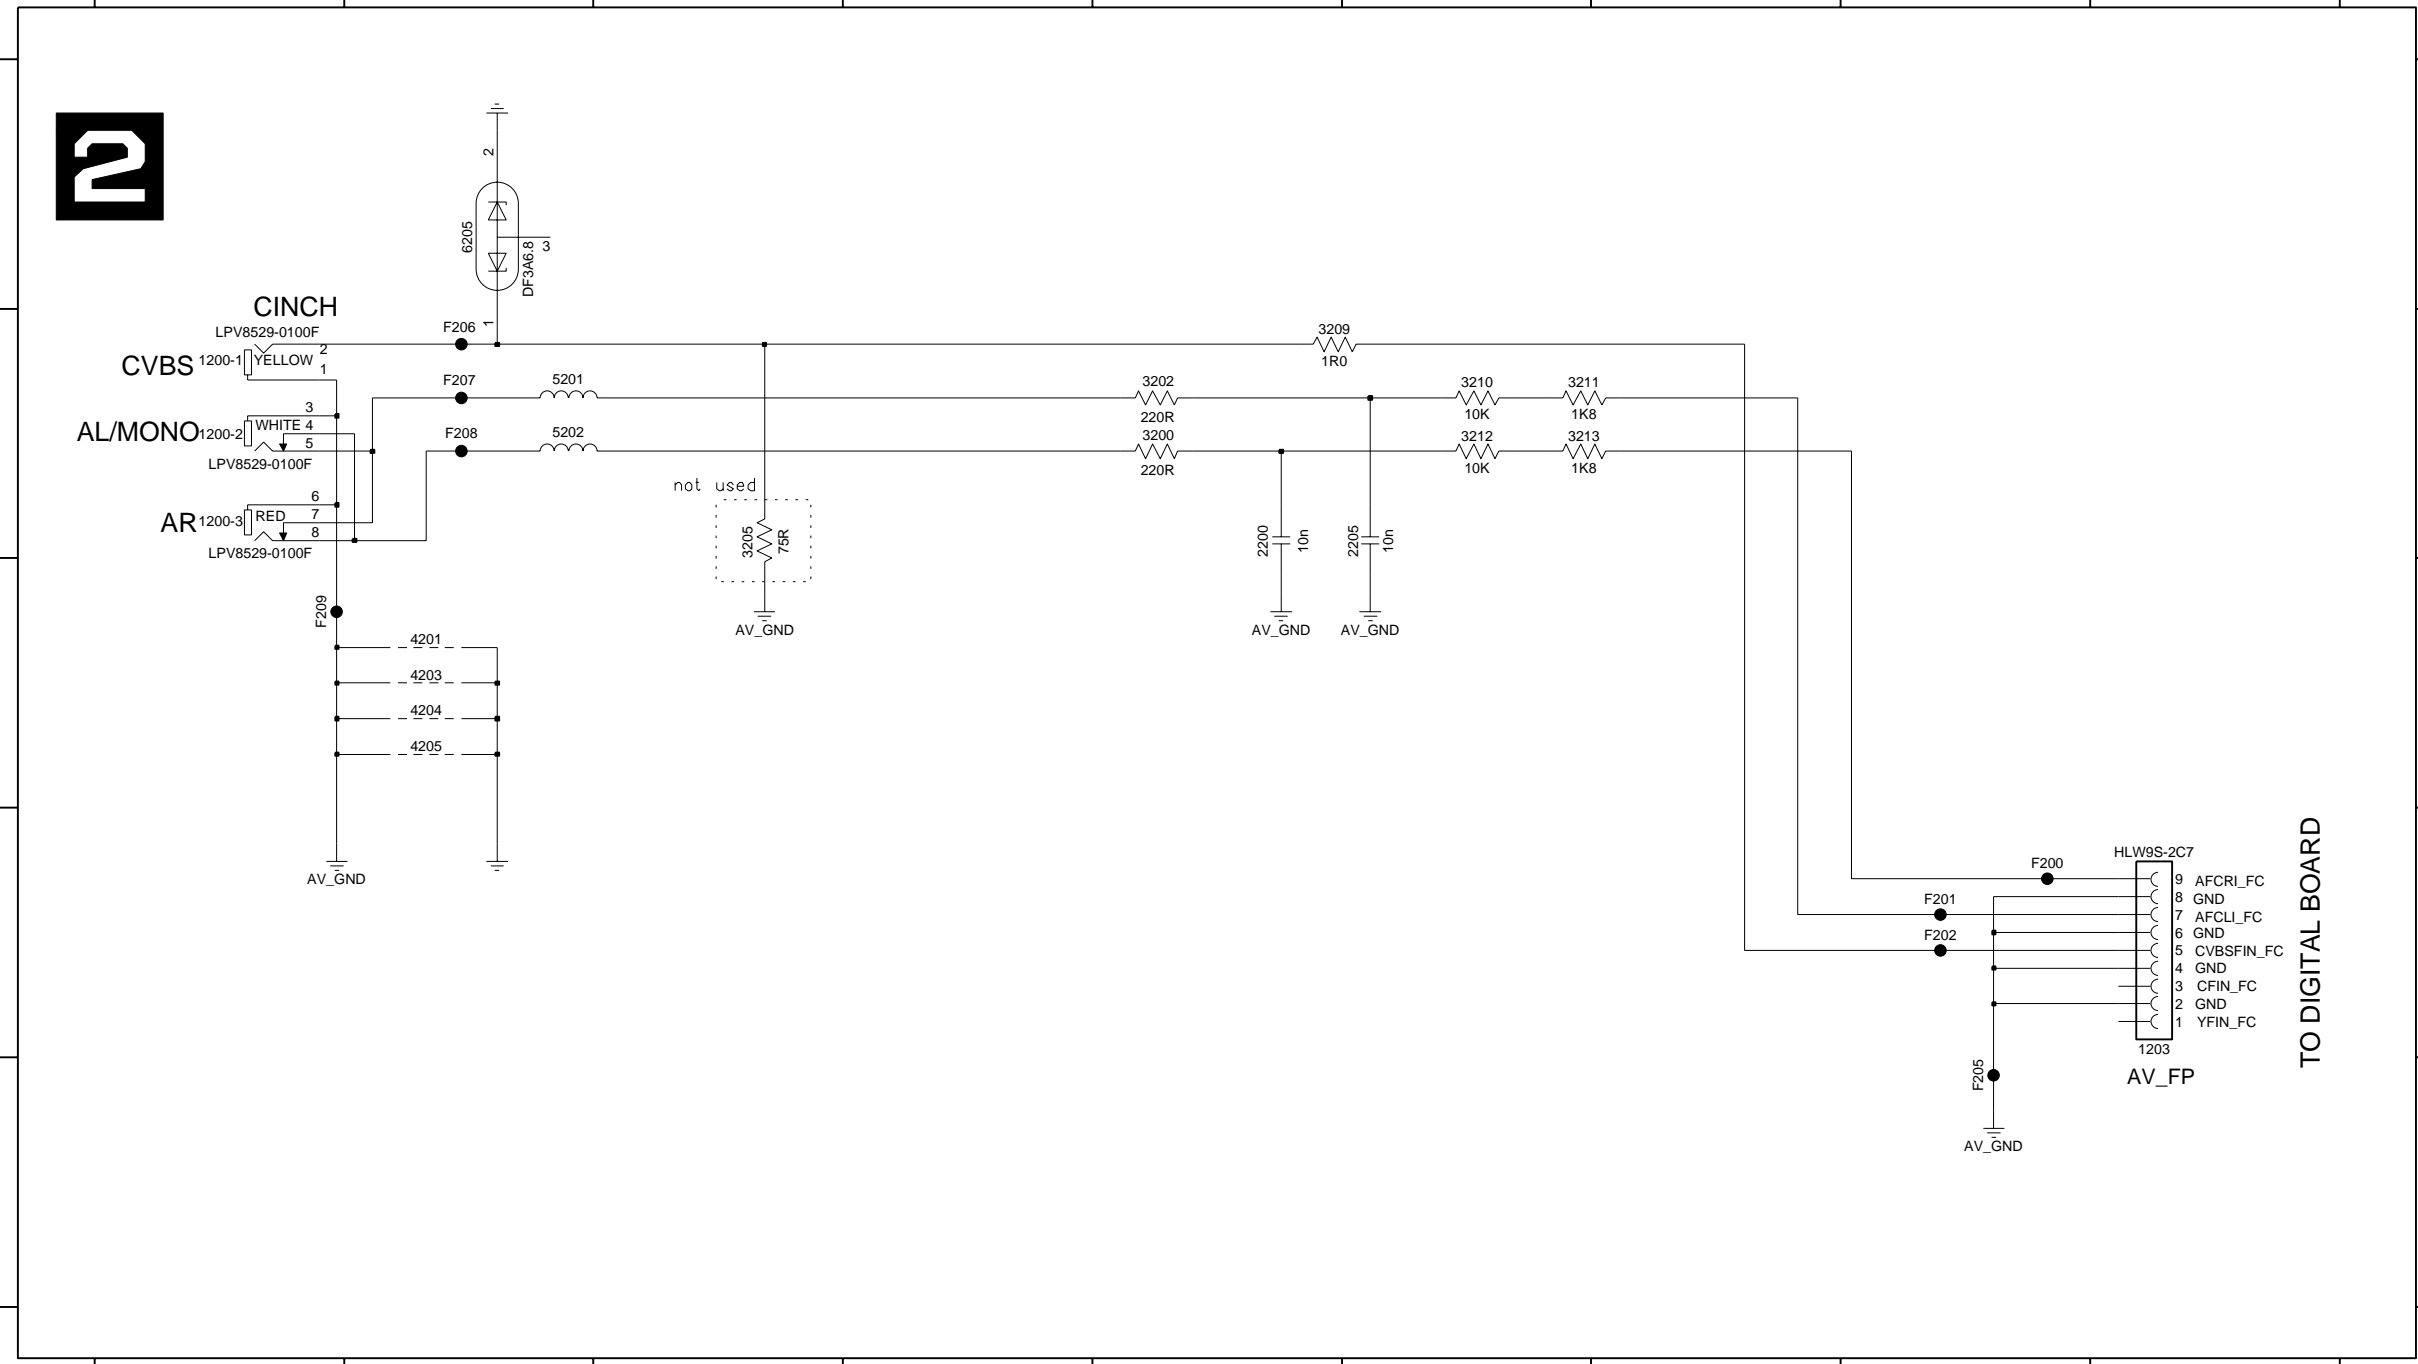 2
2
6205
3
DF3A6.8
1
CINCH
LPV8529-0100F
CVBS 1200-1 YELLOW 2
1
F206
3209
1R0
F207
5201
3202
220R
3210
10K
3211
1K8
AL/MONO 1200-2 WHITE 3
4
5
LPV8529-0100F
F208
5202
3200
220R
3212
10K
3213
1K8
AR 1200-3 RED 6
7
8
LPV8529-0100F
not used
3205
75R
AV_GND
2200
10n
AV_GND
2205
10n
AV_GND
F209
4201
4203
4204
4205
AV_GND
HLW9S-2C7
F200
F201
F202
9 AFCRI_FC
8 GND
7 AFCLI_FC
6 GND
5 CVBSFIN_FC
4 GND
3 CFIN_FC
2 GND
1 YFIN_FC
1203
AV_FP
TO DIGITAL BOARD
F205
AV_GND